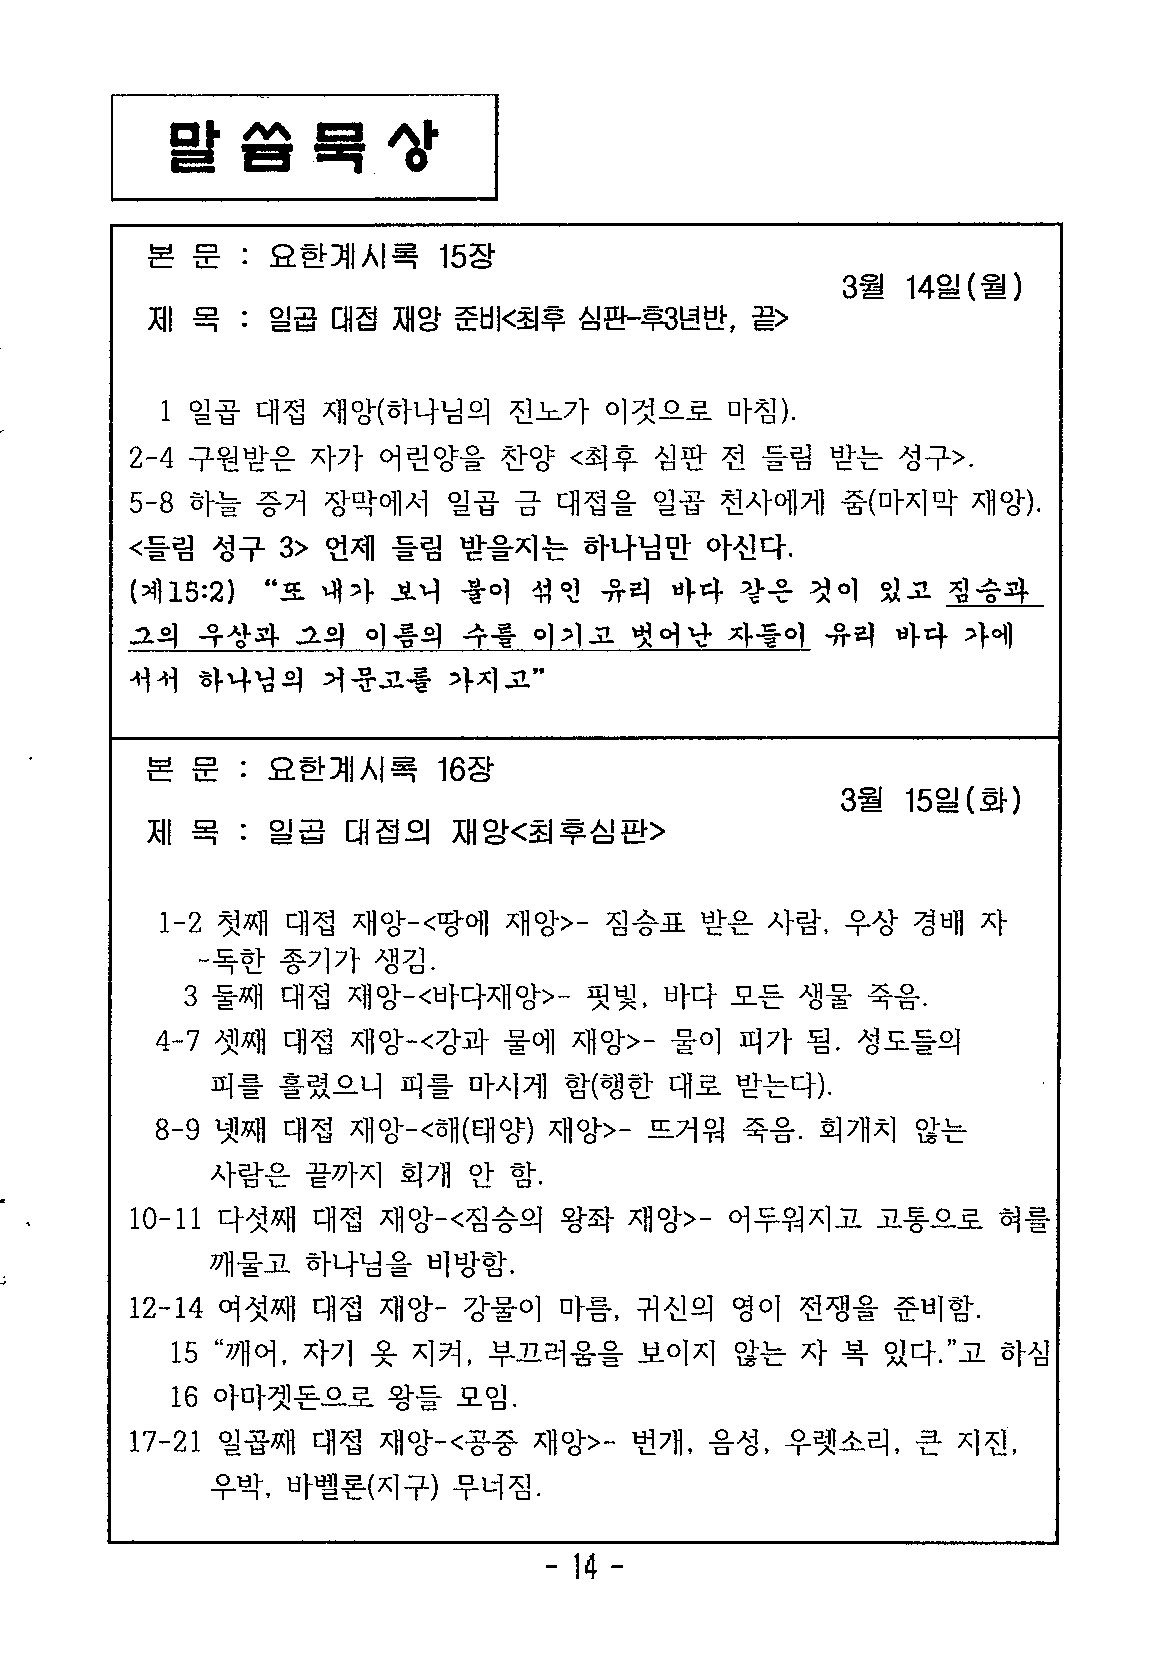 말씀묵상
본 문 : 요한계시록 15장
3월 14일(월)
제 목 : 일곱 대접 재앙 준비<최후 심판-후3년반, 끝>
1 일곱 대접 재앙(하나님의 진노가 이것으로 마침).
2-4 구원받은 자가 어린양을 찬양 <최후 심판 전 들림 받는 성구>.
5-8 하늘 증거 장막에서 일곱 금 대접을 일곱 천사에게 줌(마지막 재앙).
<들림 성구 3> 언제 들림 받을지는 하나님만 아신다.
(계15:2) “또 내가 보니 불이 섞인 유리 바다 같은 것이 있고 짐승과
그의 우상과 그의 이름의 수를 이기고 벗어난 자들이 유리 바다 가에
서서 하나님의 거문고를 가지고”
본 문 : 요한계시록 16장
3월 15일(화)
제 목 : 일곱 대접의 재앙<최후심판>
1-2 첫째 대접 재앙-<땅에 재앙>- 짐승표 받은 사람, 우상 경배 자
-독한 종기가 생김.
3 둘째 대접 재앙-<바다재앙>- 핏빛, 바다 모든 생물 죽음.
4-7 셋째 대접 재앙-<강과 물에 재앙>- 물이 피가 됨. 성도들의
피를 흘렸으니 피를 마시게 함(행한 대로 받는다).
8-9 넷째 대접 재앙-<해(태양) 재앙>- 뜨거워 죽음. 회개치 않는
사람은 끝까지 회개 안 함.
10-11 다섯째 대접 재앙-<짐승의 왕좌 재앙>- 어두워지고 고통으로 혀를
깨물고 하나님을 비방함.
12-14 여섯째 대접 재앙- 강물이 마름, 귀신의 영이 전쟁을 준비함.
15 “깨어, 자기 옷 지켜, 부끄러움을 보이지 않는 자 복 있다.”고 하심
16 아마겟돈으로 왕들 모임.
17-21 일곱째 대접 재앙-<공중 재앙>- 번개, 음성, 우렛소리, 큰 지진,
우박, 바벨론(지구) 무너짐.
- 14 -